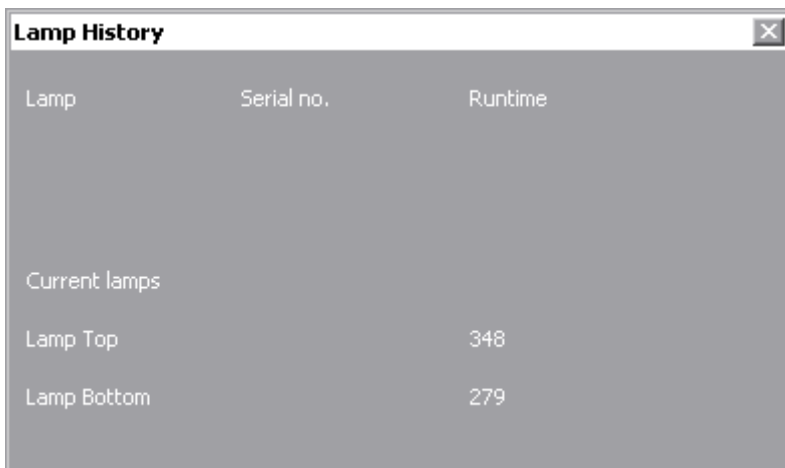 Lamp History
Lamp Serial no. Runtime
Current lamps
Lamp Top 348
Lamp Bottom 279